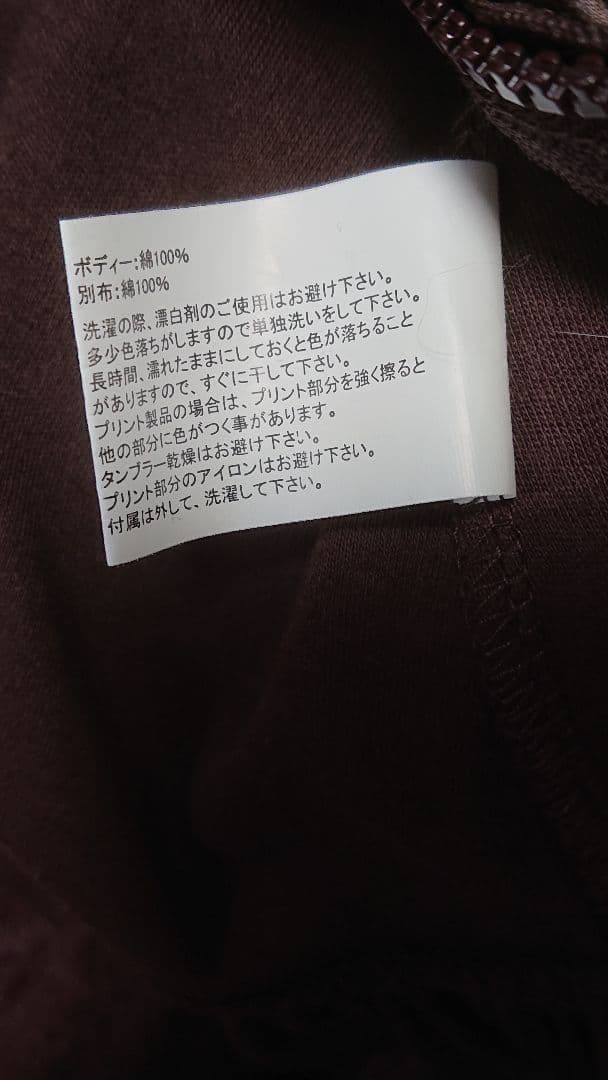 ボディー:綿100%
別布:綿100%
洗濯の際、漂白剤のご使用はお避け下さい。
多少色落ちがしますので単独洗いをして下さい。
長時間、濡れたままにしておくと色が落ちること
がありますので、すぐに干して下さい。
プリント製品の場合は、プリント部分を強く擦ると
他の部分に色がつく事があります。
タンブラー乾燥はお避け下さい。
プリント部分のアイロンはお避け下さい。
付属は外して、洗濯して下さい。